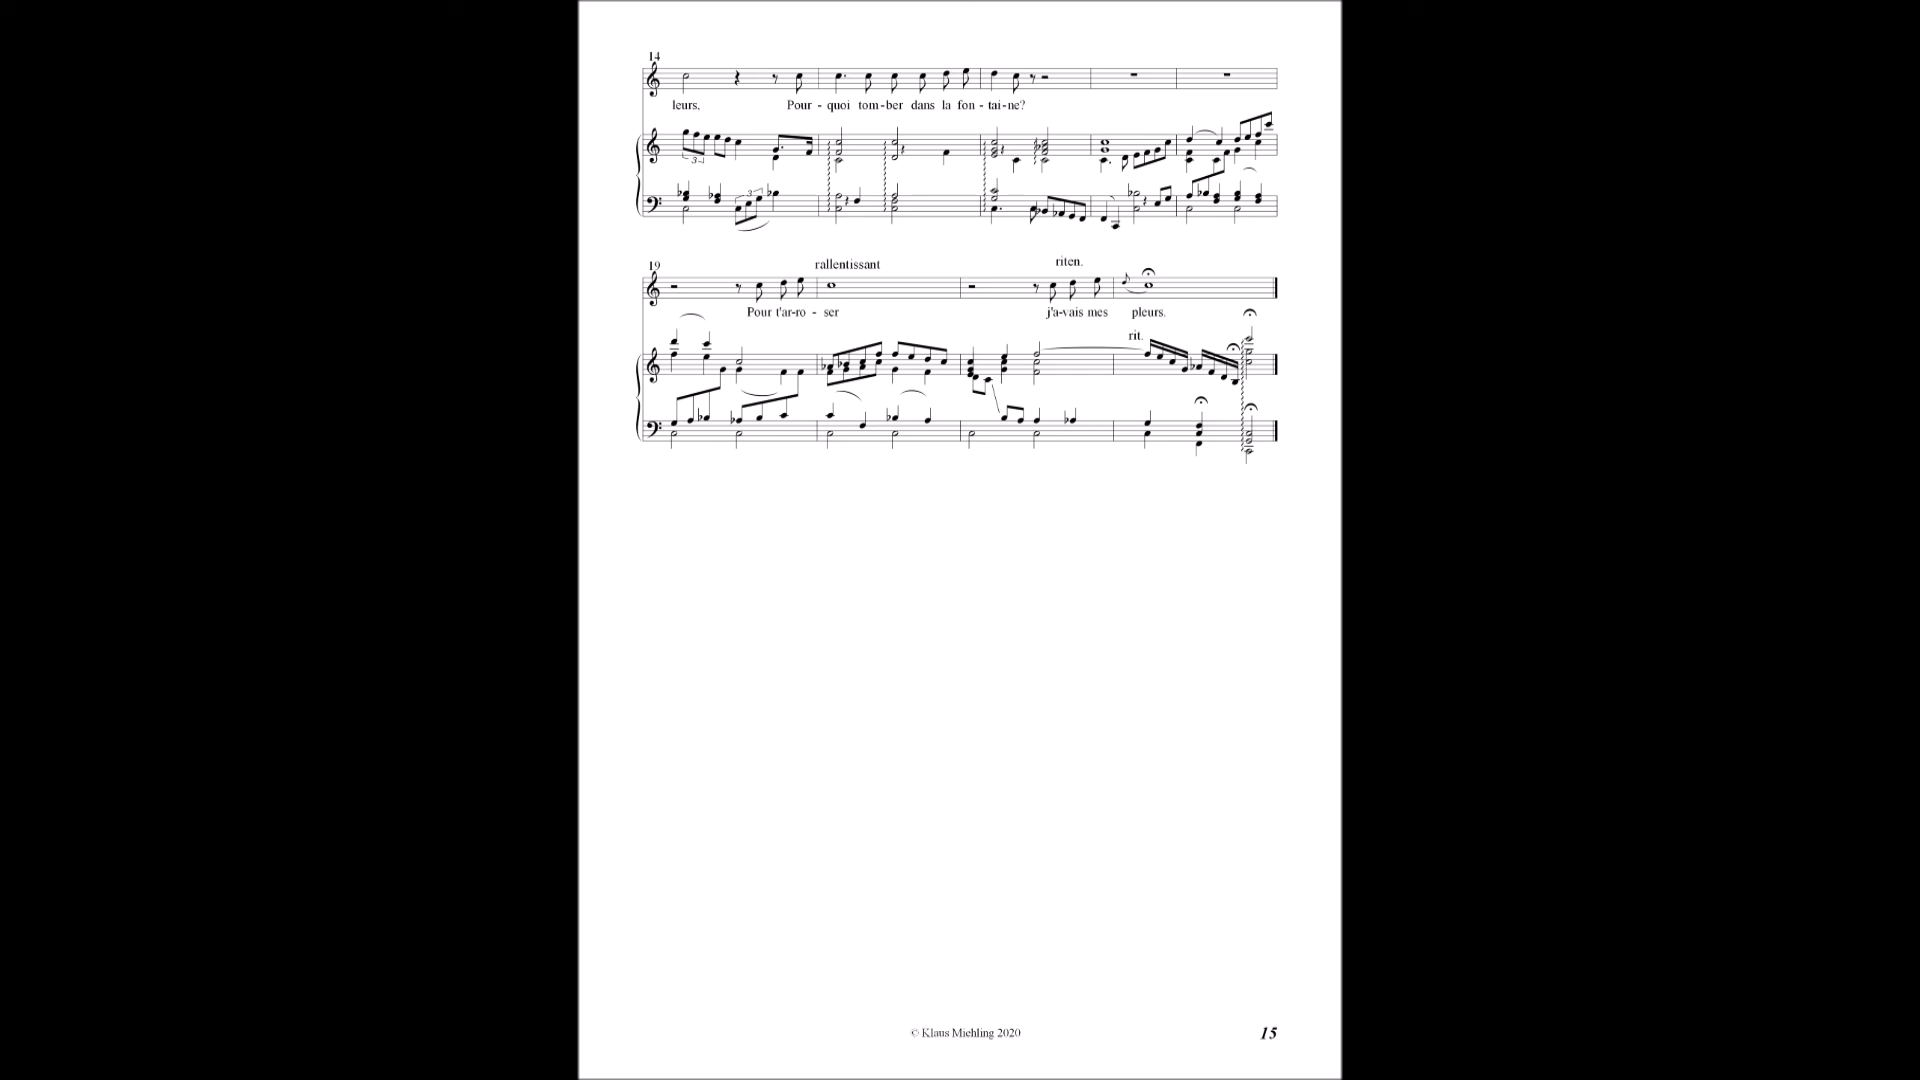 14
leurs, Pour - quoi tom - ber dans la fon - tai - ne?
3
3
19
rallentissant riten.
Pour t'ar - ro - ser j'a - vais mes pleurs.
rit.
© Klaus Miehling 2020
15